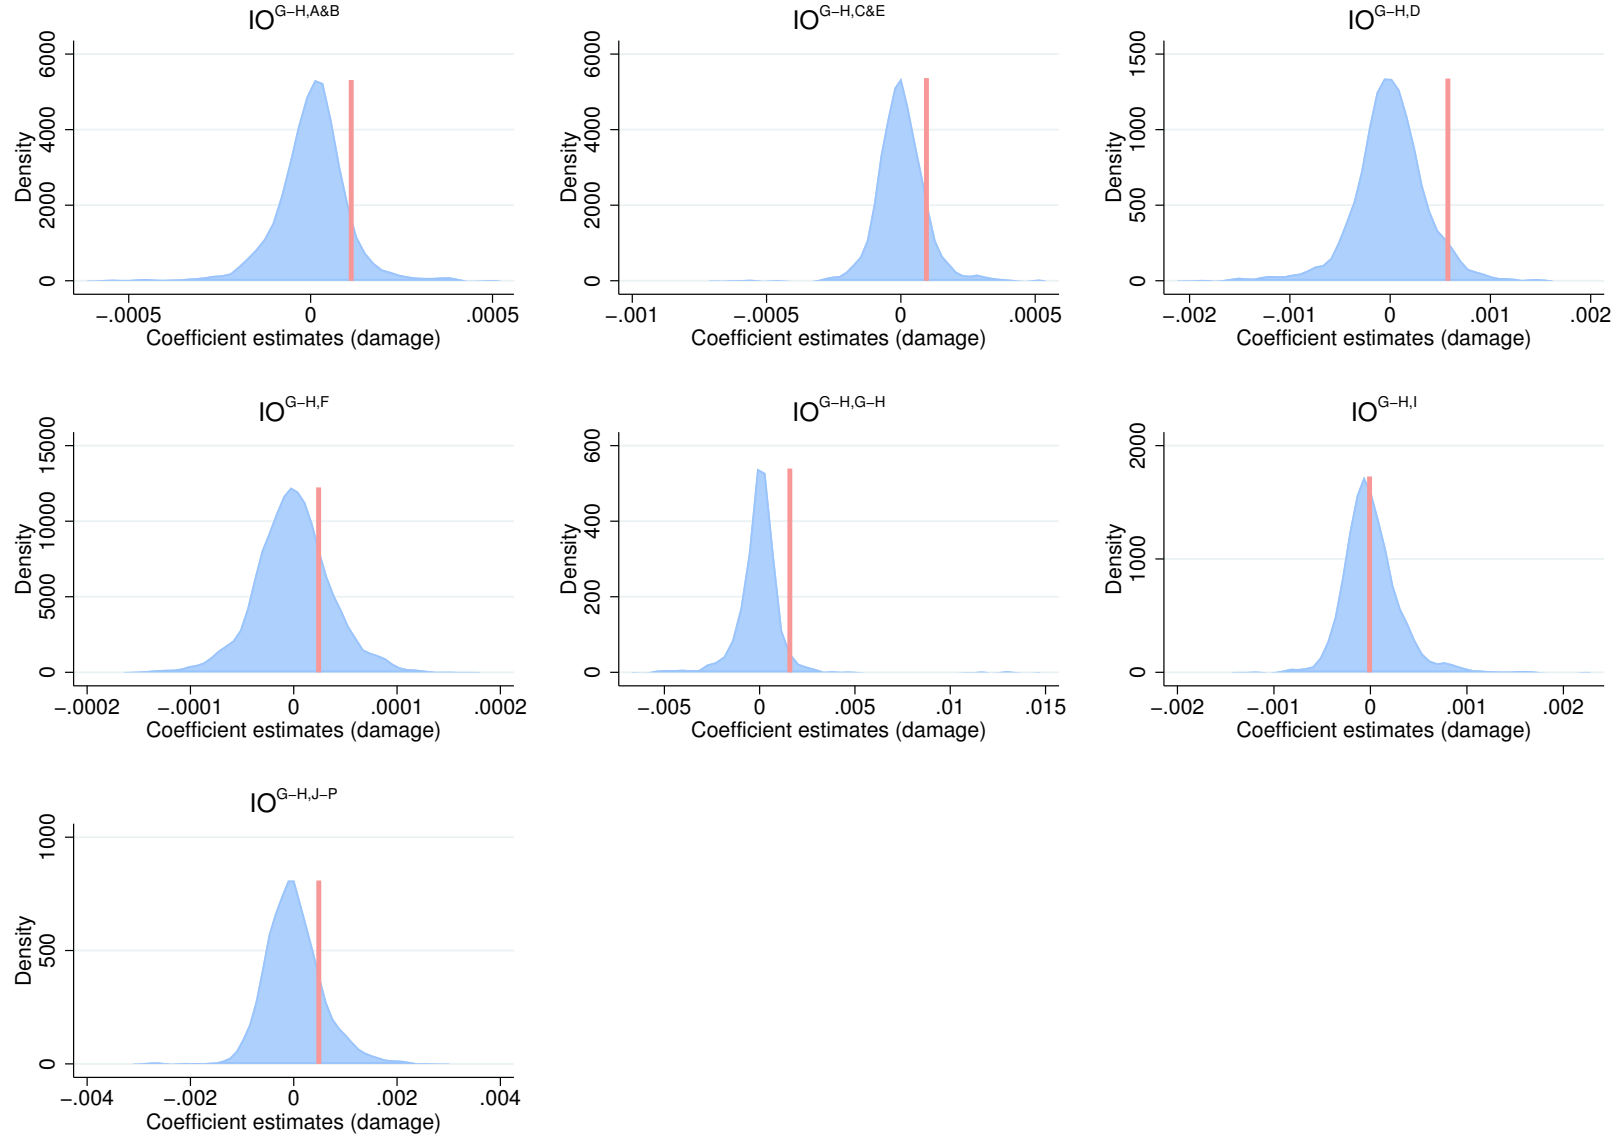 IO^G−H,A&B
6000
4000
2000
0
Density
−.0005 0 .0005
Coefficient estimates (damage)
IO^G−H,C&E
6000
4000
2000
0
Density
−.001 −.0005 0 .0005
Coefficient estimates (damage)
IO^G−H,D
1500
1000
500
0
Density
−.002 −.001 0 .001 .002
Coefficient estimates (damage)
IO^G−H,F
15000
10000
5000
0
Density
−.0002 −.0001 0 .0001 .0002
Coefficient estimates (damage)
IO^G−H,G−H
600
400
200
0
Density
−.005 0 .005 .010 .015
Coefficient estimates (damage)
IO^G−H,I
2000
1000
0
Density
−.002 −.001 0 .001 .002
Coefficient estimates (damage)
IO^G−H,J−P
1000
500
0
Density
−.004 −.002 0 .002 .004
Coefficient estimates (damage)